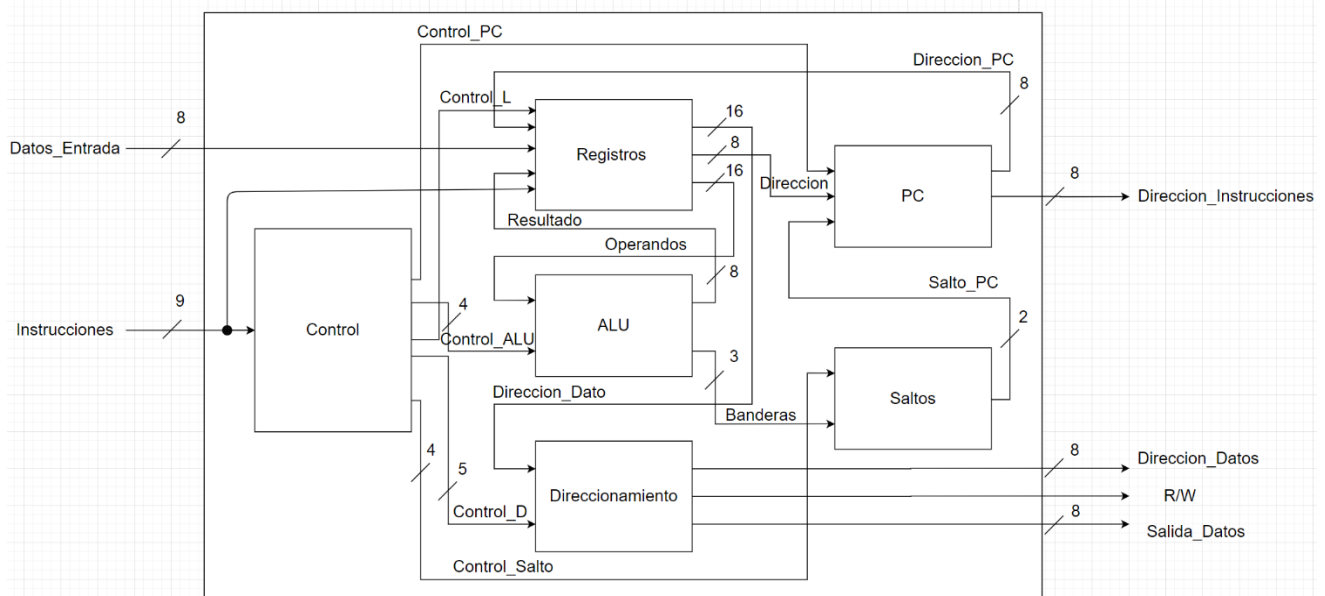 Control_PC
Direccion_PC
8
Control_L
8
16
Datos_Entrada
Registros
8
16
Direccion
PC
8
Direccion_Instrucciones
Resultado
Operandos
8
Salto_PC
9
4
Instrucciones
Control
ALU
2
Control_ALU
3
Direccion_Dato
Banderas
Saltos
4
5
8
Direccion_Datos
Direccionamiento
R/W
Control_D
8
Salida_Datos
Control_Salto